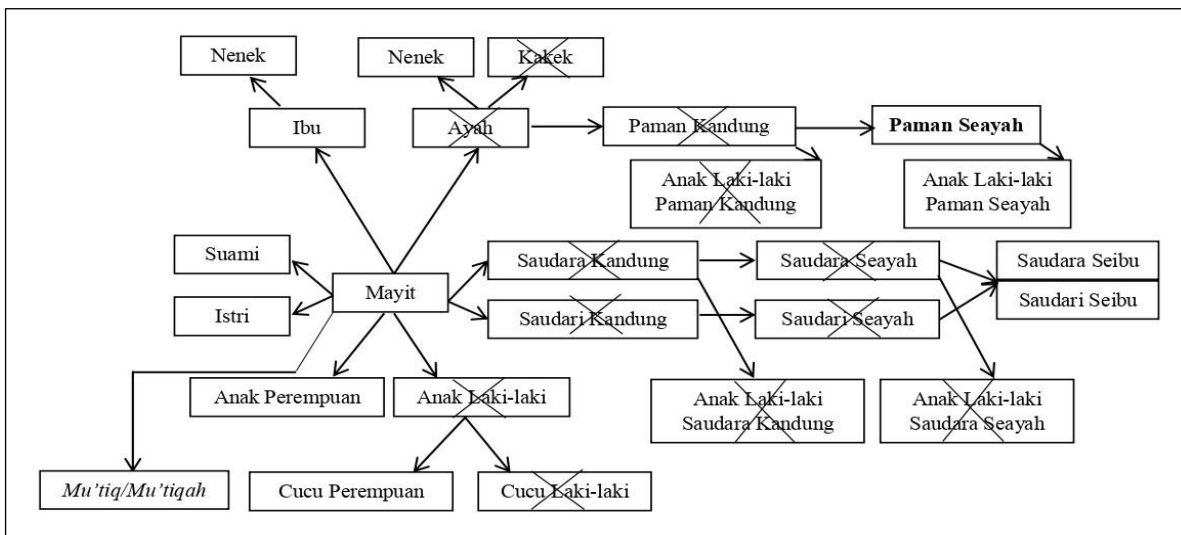 Nenek
Nenek
Kakek
Ibu
Ayah
Paman Kandung
Paman Seayah
Anak Laki-laki
Paman Kandung
Anak Laki-laki
Paman Seayah
Suami
Mayit
Saudara Kandung
Saudara Seayah
Saudara Seibu
Istri
Saudari Kandung
Saudari Seayah
Saudari Seibu
Anak Perempuan
Anak Laki-laki
Anak Laki-laki
Saudara Kandung
Anak Laki-laki
Saudara Seayah
Mu’tiq/Mu’tiqah
Cucu Perempuan
Cucu Laki-laki